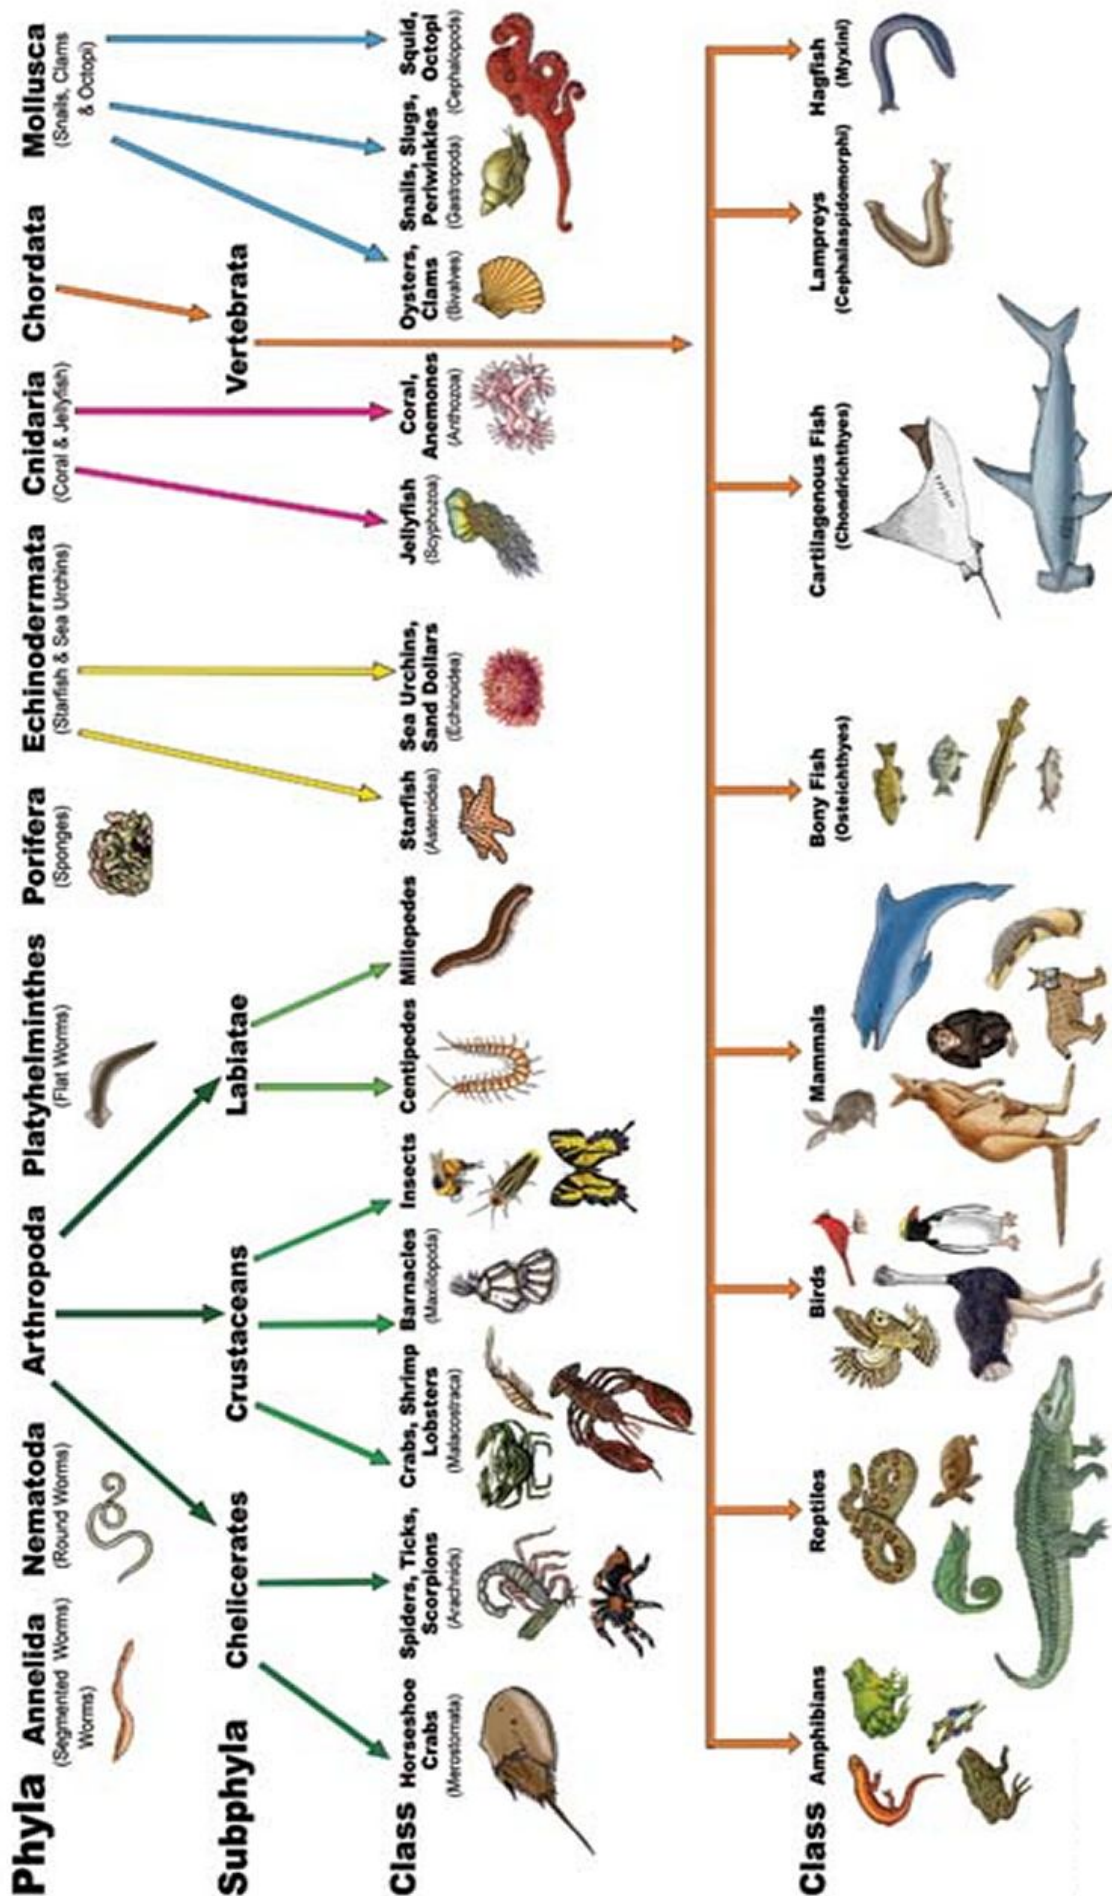 Phyla
Annelida
(Segmented Worms)
Worms)
Nematoda
(Round Worms)
Arthropoda
Platyhelminthes
(Flat Worms)
Porifera
(Sponges)
Echinodermata
(Starfish & Sea Urchins)
Cnidaria
(Coral & Jellyfish)
Chordata
Mollusca
(Snails, Clams
& Octopi)
Subphyla
Chelicerates
Crustaceans
Labiatae
Vertebrata
Class
Horseshoe
Crabs
(Merostomata)
Spiders, Ticks,
Scorpions
(Arachnids)
Crabs, Shrimp
Lobsters
(Malacostraca)
Barnacles
(Maxilopoda)
Insects
Centipedes
Millepedes
Starfish
(Asteroidea)
Sea Urchins,
Sand Dollars
(Echinoidea)
Jellyfish
(Scyphozoa)
Coral,
Anemones
(Anthozoa)
Oysters,
Clams
(Bivalves)
Snails, Slugs,
Periwinkles
(Gastropoda)
Squid,
Octopi
(Cephalopods)
Class
Amphibians
Reptiles
Birds
Mammals
Bony Fish
(Osteichthyes)
Cartilagenous Fish
(Chondrichthyes)
Lampreys
(Cephalaspidomorphi)
Hagfish
(Myxini)